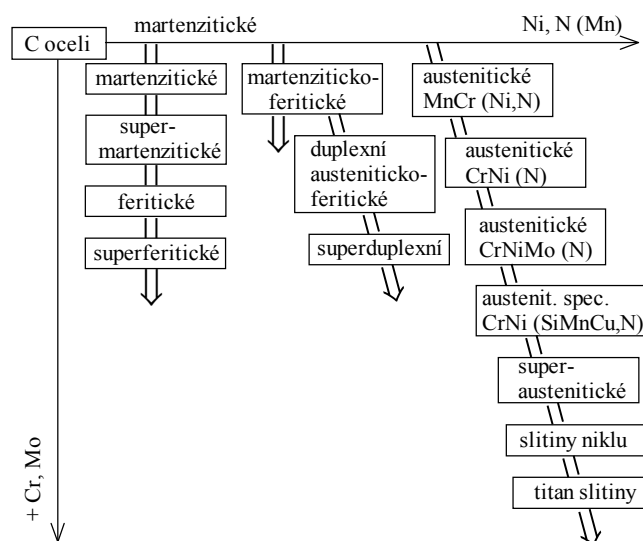 martenzitické
Ni, N (Mn)
C oceli
martenzitické
super-
martenzitické
feritické
superferitické
martenziticko-
feritické
duplexní
austeniticko-
feritické
superduplexní
austenitické
MnCr (Ni,N)
austenitické
CrNi (N)
austenitické
CrNiMo (N)
austenit. spec.
CrNi (SiMnCu,N)
super-
austenitické
slitiny niklu
titan slitiny
+ Cr, Mo